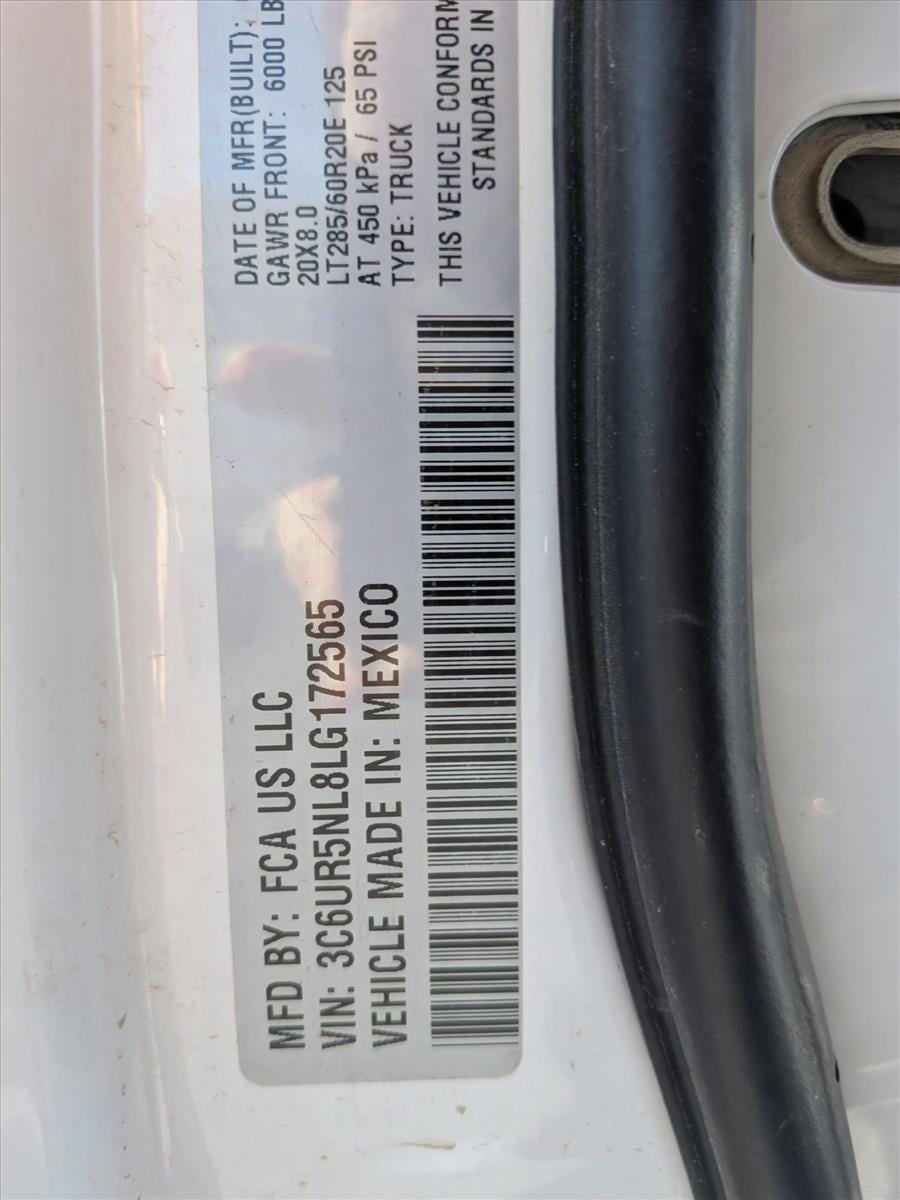 MFD BY: FCA US LLC
VIN: 3C6UR5NL8LG172565
VEHICLE MADE IN: MEXICO
DATE OF MFR(BUILT):
GAWR FRONT: 6000 LB
20X8.0
LT285/60R20E 125
AT 450 kPa / 65 PSI
TYPE: TRUCK
THIS VEHICLE CONFORM
STANDARDS IN